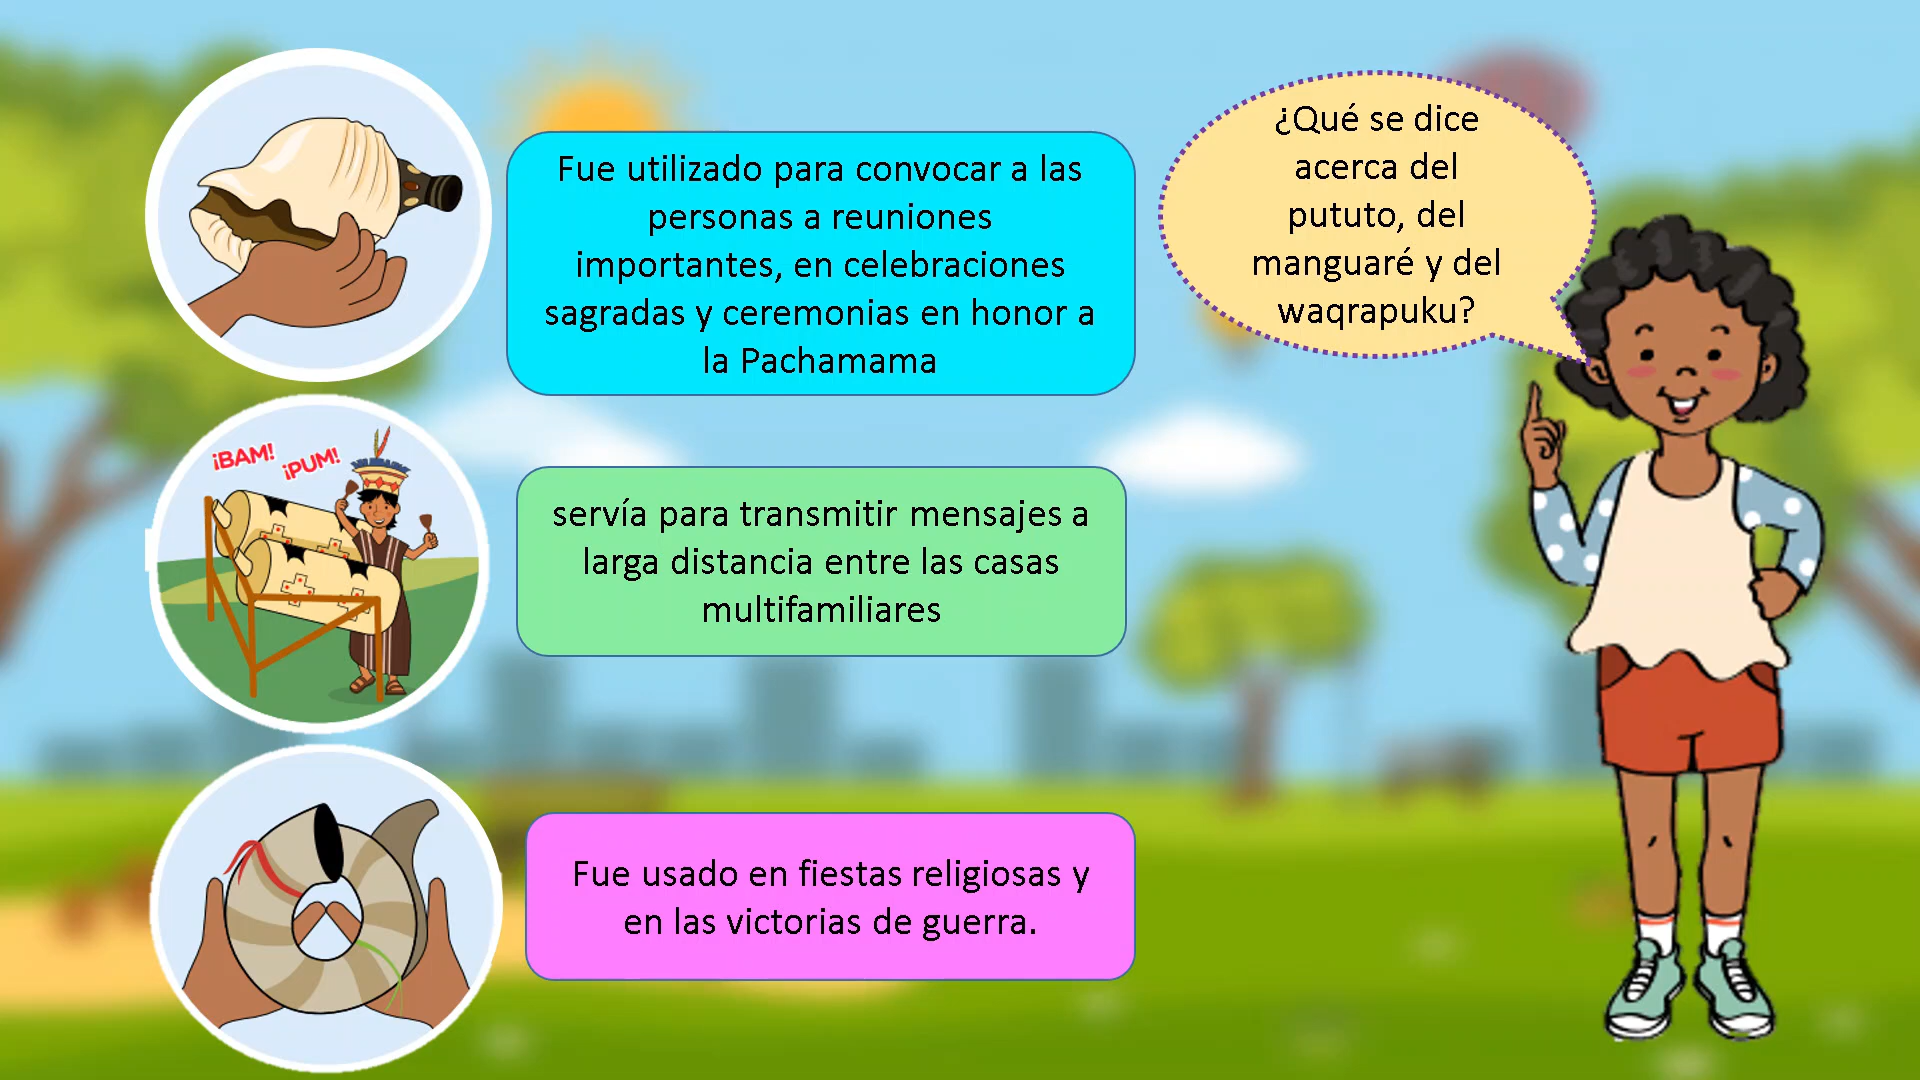 Fue utilizado para convocar a las
personas a reuniones
importantes, en celebraciones
sagradas y ceremonias en honor a
la Pachamama
¿Qué se dice
acerca del
pututo, del
manguaré y del
waqrapuku?
¡BAM!
¡PUM!
servía para transmitir mensajes a
larga distancia entre las casas
multifamiliares
Fue usado en fiestas religiosas y
en las victorias de guerra.